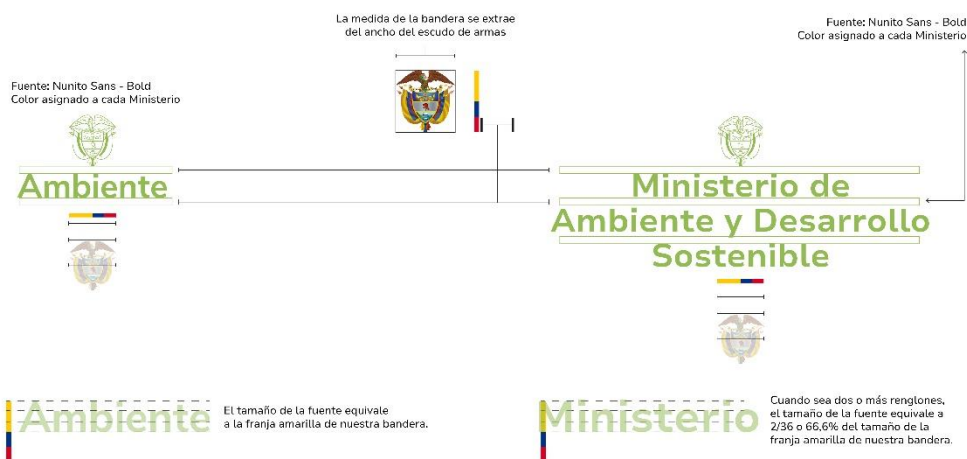 La medida de la bandera se extrae
del ancho del escudo de armas
Fuente: Nunito Sans - Bold
Color asignado a cada Ministerio
Fuente: Nunito Sans - Bold
Color asignado a cada Ministerio
Ambiente
Ministerio de
Ambiente y Desarrollo
Sostenible
Ambiente
El tamaño de la fuente equivale
a la franja amarilla de nuestra bandera.
Ministerio
Cuando sea dos o más renglones,
el tamaño de la fuente equivale a
2/36 o 66,6% del tamaño de la
franja amarilla de nuestra bandera.